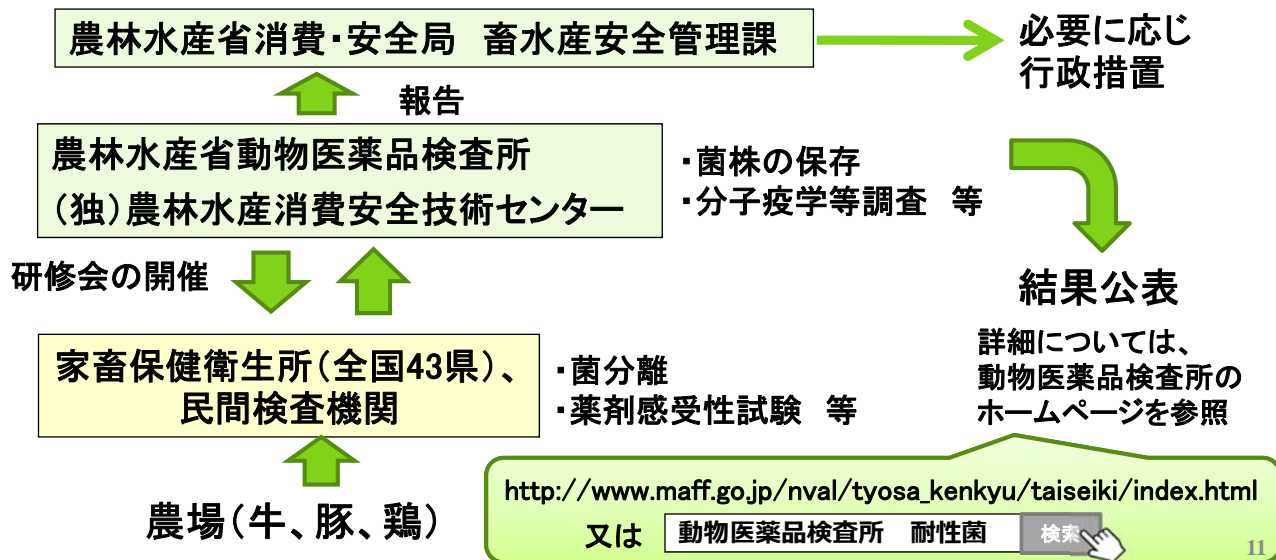 農林水産省消費・安全局　畜水産安全管理課
必要に応じ
行政措置
報告
農林水産省動物医薬品検査所
（独）農林水産消費安全技術センター
・菌株の保存
・分子疫学等調査　等
研修会の開催
結果公表
詳細については、
動物医薬品検査所の
ホームページを参照
家畜保健衛生所（全国43県）、
民間検査機関
・菌分離
・薬剤感受性試験　等
農場（牛、豚、鶏）
http://www.maff.go.jp/nval/tyosa_kenkyu/taiseiki/index.html
又は　動物医薬品検査所　耐性菌　検索
11